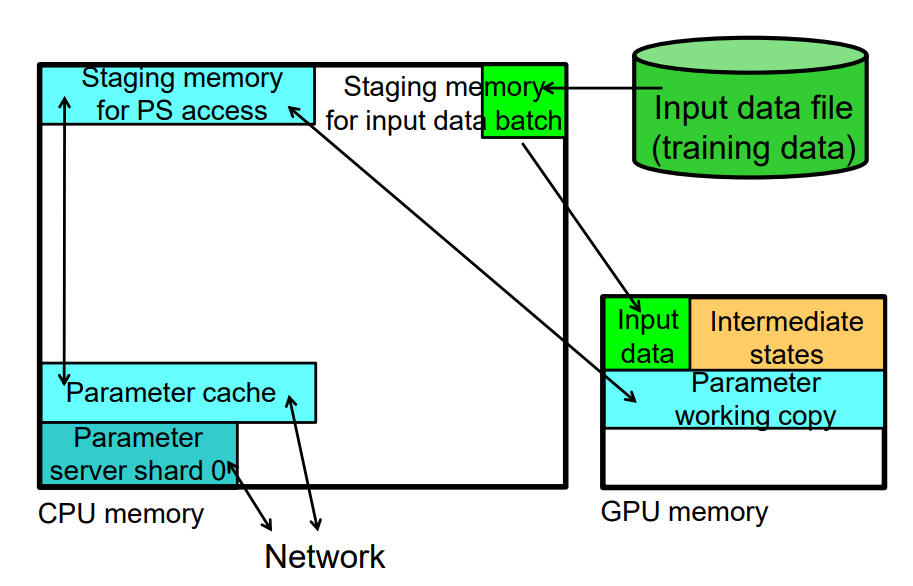 Staging memory
for PS access
Staging memory
for input data batch
Input data file
(training data)
Input
data
Intermediate
states
Parameter
working copy
Parameter cache
Parameter
server shard 0
CPU memory
GPU memory
Network